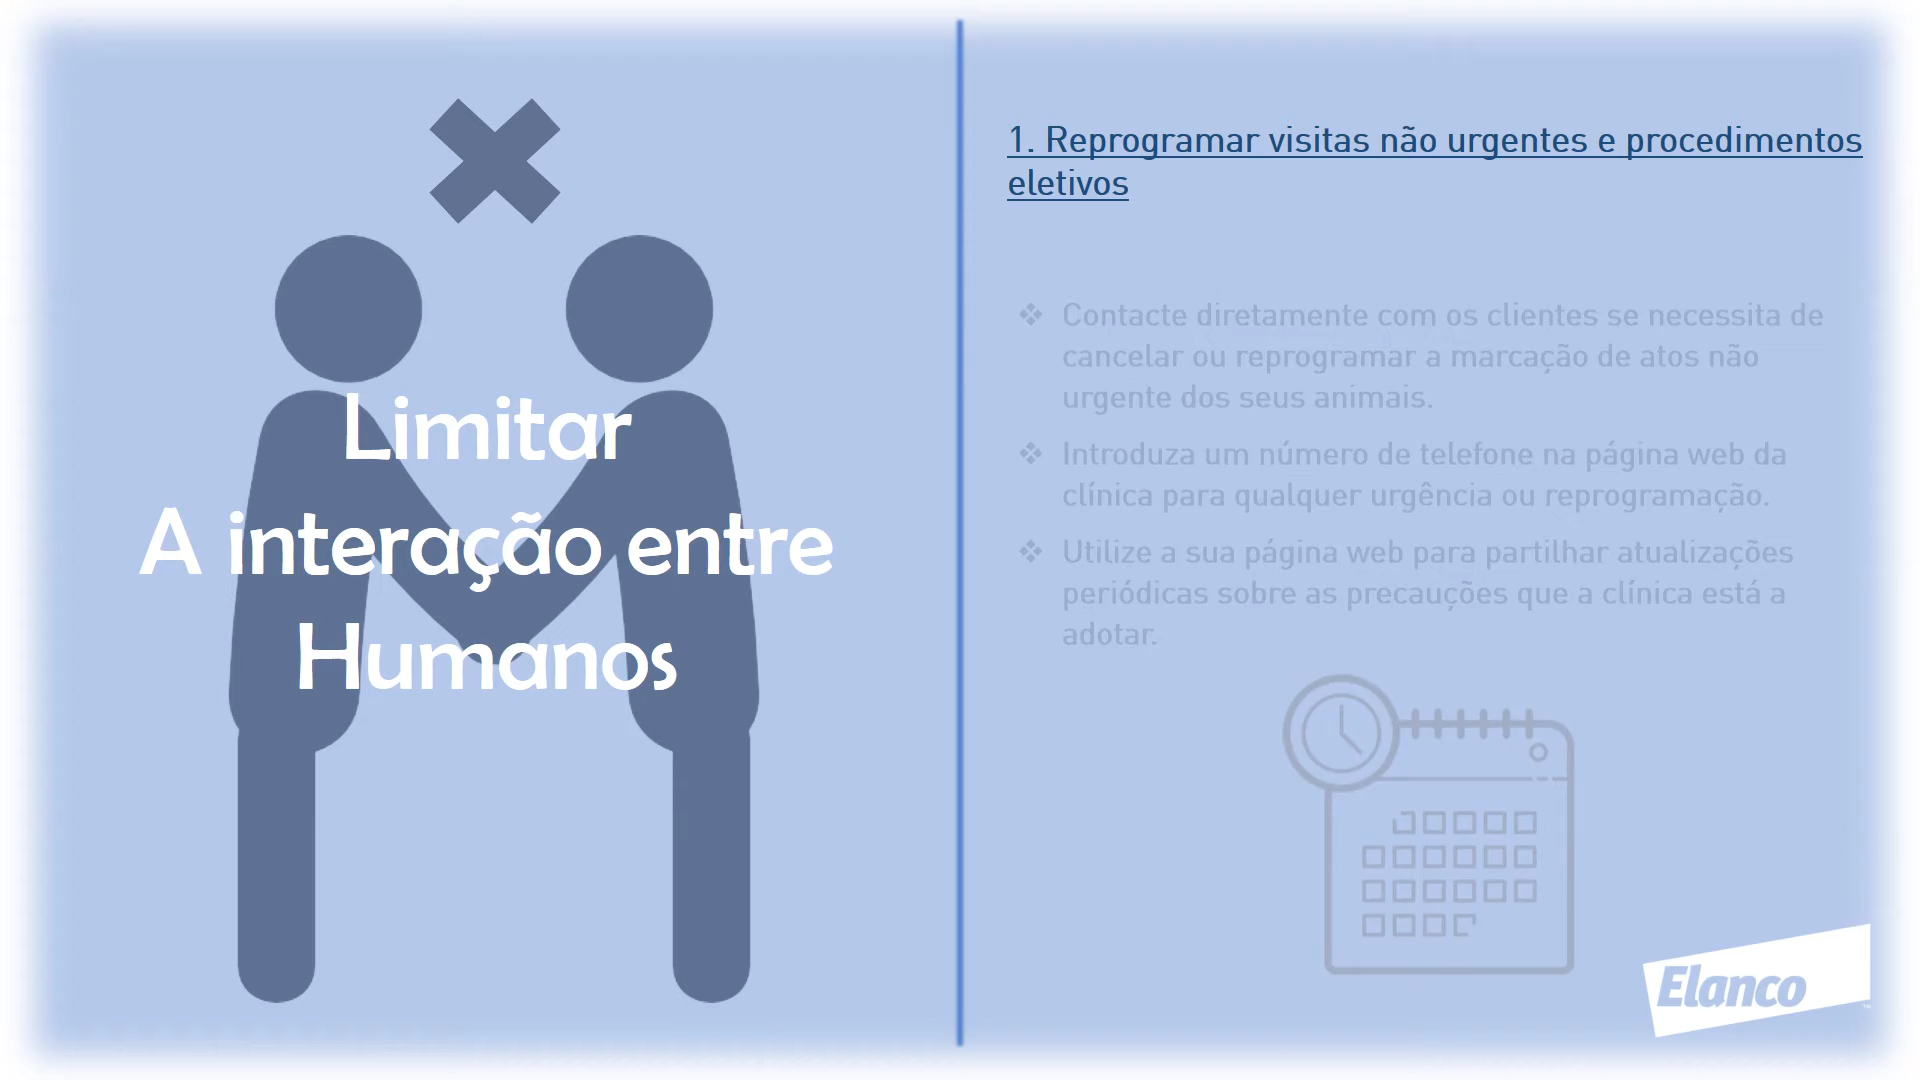 Limitar
A interação entre
Humanos
1. Reprogramar visitas não urgentes e procedimentos
eletivos
❖ Contacte diretamente com os clientes se necessita de
cancelar ou reprogramar a marcação de atos não
urgente dos seus animais.
❖ Introduza um número de telefone na página web da
clínica para qualquer urgência ou reprogramação.
❖ Utilize a sua página web para partilhar atualizações
periódicas sobre as precauções que a clínica está a
adotar.
Elanco